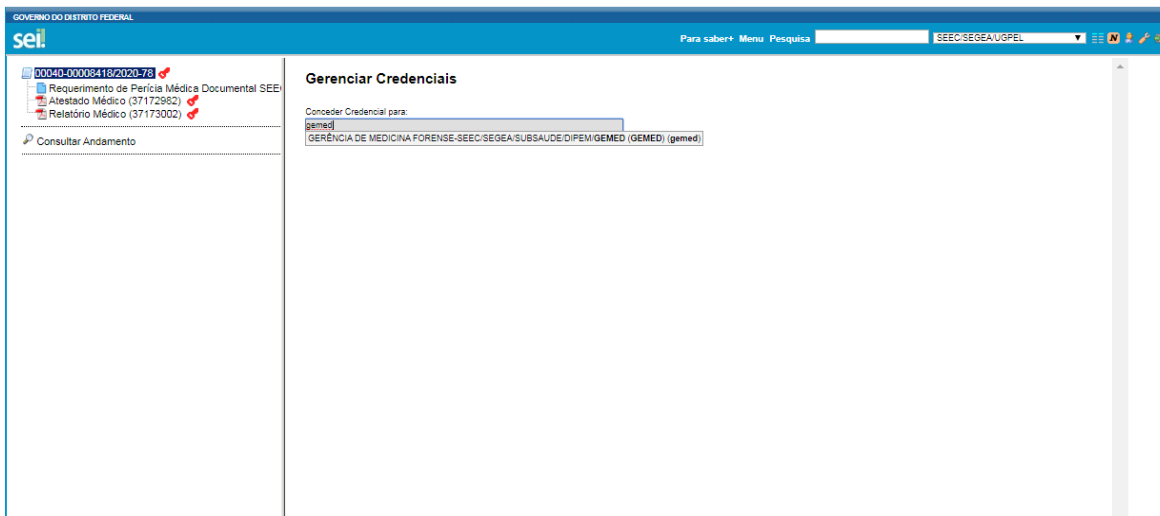 GOVERNO DO DISTRITO FEDERAL
sei!
Para saber+ Menu Pesquisa SEEC/SEGEA/UGPEL
00040-00008418/2020-78
Requerimento de Perícia Médica Documental SEE
Atestado Médico (37172982)
Relatório Médico (37173002)
Consultar Andamento
Gerenciar Credenciais
Conceder Credencial para:
gemed
GERÊNCIA DE MEDICINA FORENSE-SEEC/SEGEA/SUBSAUDE/DIPEM/GEMED (GEMED) (gemed)